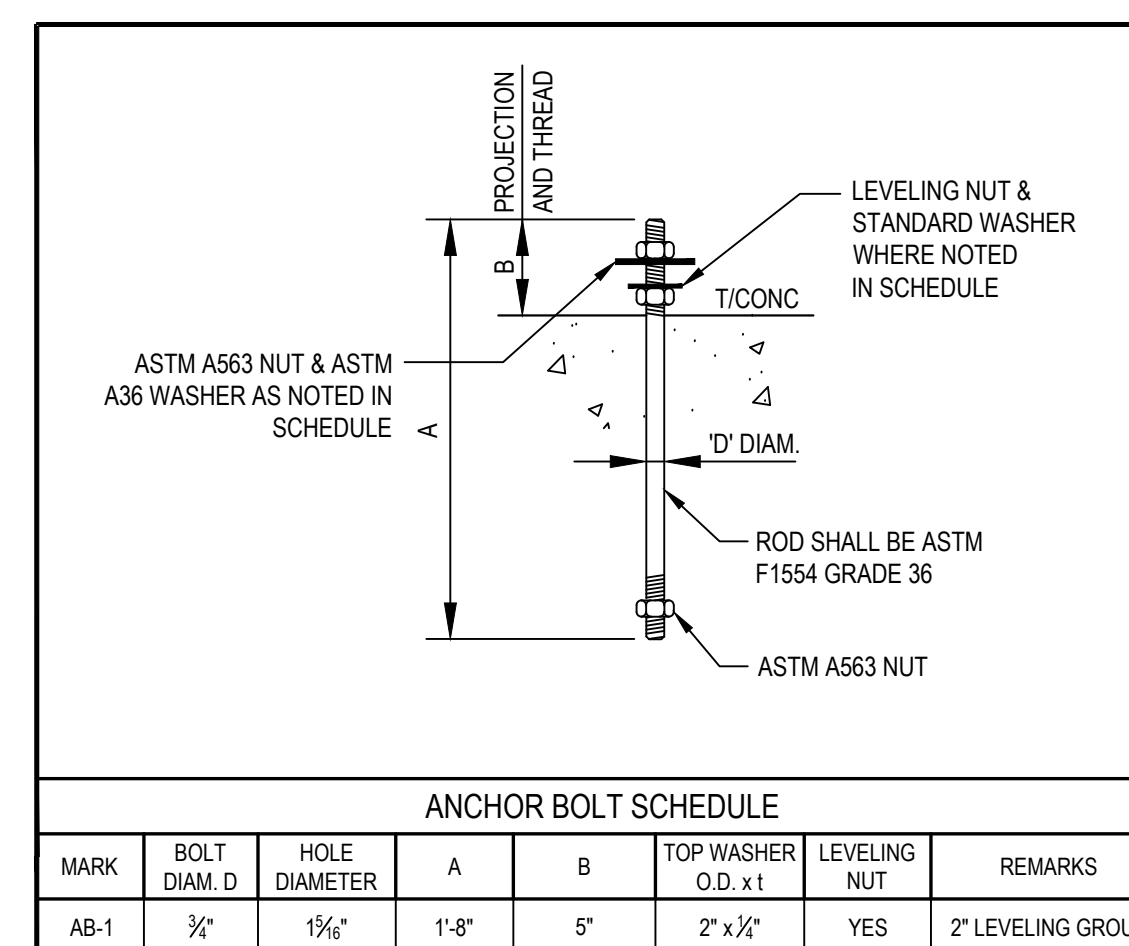 PROJECTION
AND THREAD
B
LEVELING NUT &
STANDARD WASHER
WHERE NOTED
IN SCHEDULE
T/CONC
ASTM A563 NUT & ASTM
A36 WASHER AS NOTED IN
SCHEDULE
A
'D' DIAM.
ROD SHALL BE ASTM
F1554 GRADE 36
ASTM A563 NUT
ANCHOR BOLT SCHEDULE
MARK BOLT DIAM. D HOLE DIAMETER A B TOP WASHER O.D. x t LEVELING NUT REMARKS
AB-1 3/4" 1 5/16" 1'-8" 5" 2" x 1/4" YES 2" LEVELING